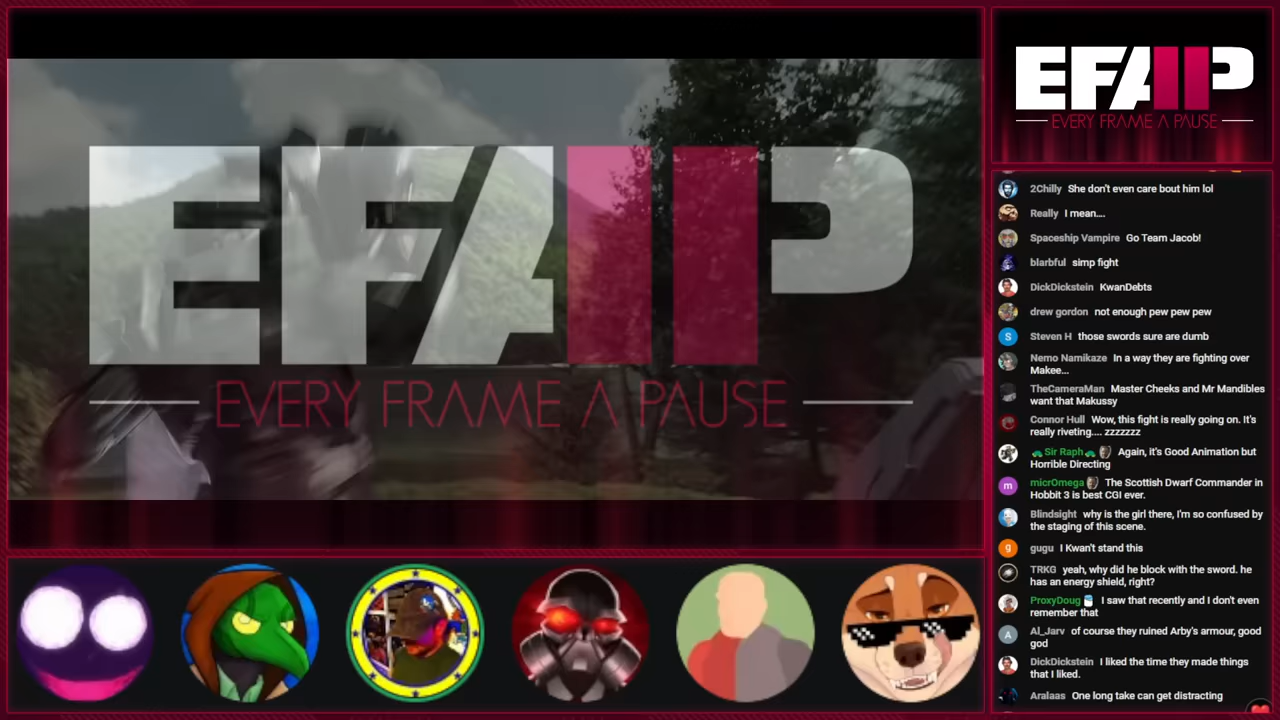 EFAP
EVERY FRAME A PAUSE
EFAP
EVERY FRAME A PAUSE
2Chilly She don't even care bout him lol
Really I mean....
Spaceship Vampire Go Team Jacob!
blarbful simp fight
DickDickstein KwanDebts
drew gordon not enough pew pew pew
S
Steven H those swords sure are dumb
Nemo Namikaze In a way they are fighting over
Makee...
TheCameraMan Master Cheeks and Mr Mandibles
want that Makussy
Connor Hull Wow, this fight is really going on. It's
really riveting.... zzzzzzz
Sir Raph Again, it's Good Animation but
Horrible Directing
m
micrOmega The Scottish Dwarf Commander in
Hobbit 3 is best CGI ever.
Blindsight why is the girl there, I'm so confused by
the staging of this scene.
g
gugu I Kwan't stand this
TRKG yeah, why did he block with the sword. he
has an energy shield, right?
ProxyDoug I saw that recently and I don't even
remember that
A
Al_Jarv of course they ruined Arby's armour, good
god
DickDickstein I liked the time they made things
that I liked.
Aralaas One long take can get distracting